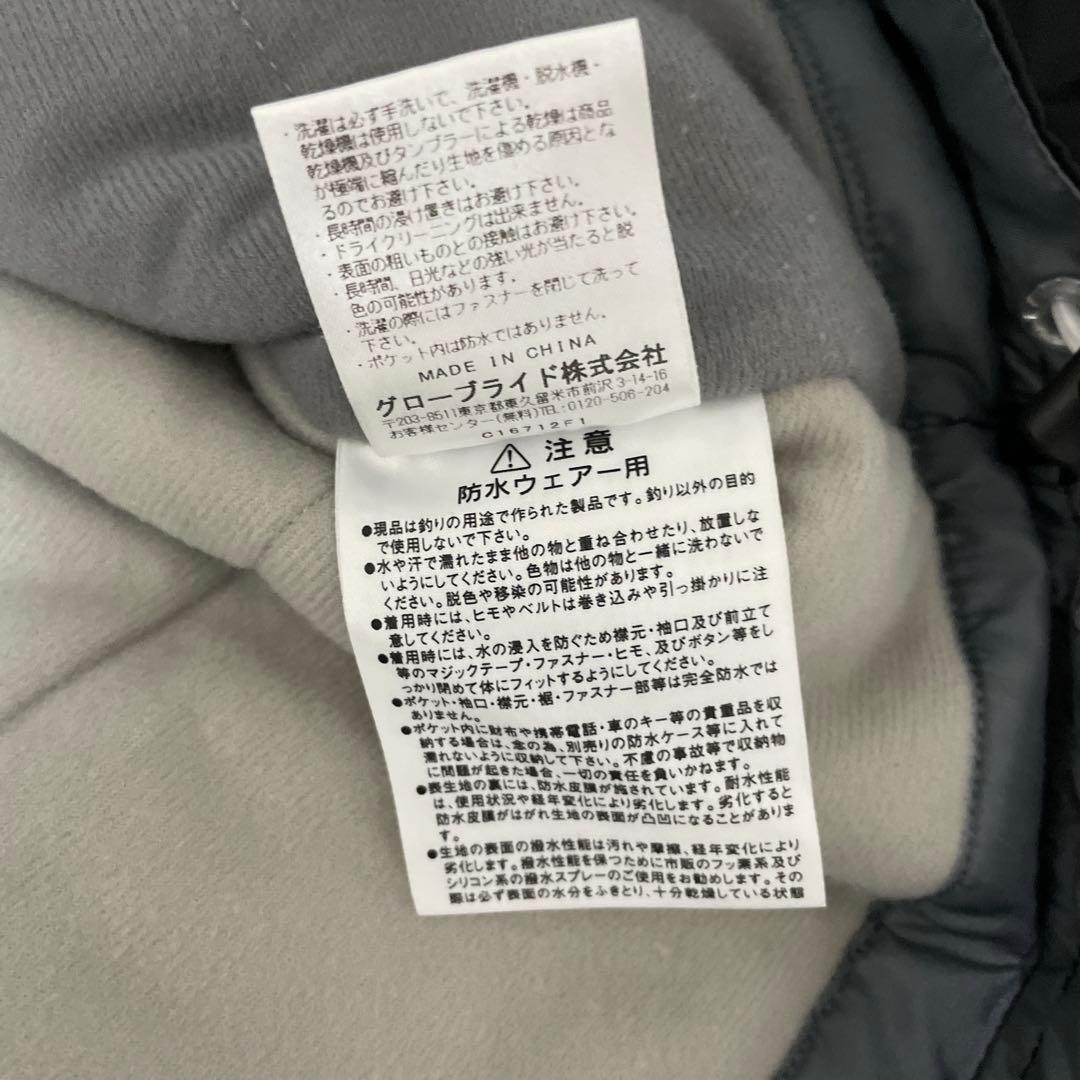 ・洗濯は必ず手洗いで、洗濯機・脱水機・
乾燥機は使用しないで下さい。
乾燥機及びタンブラーによる乾燥は商品
が極端に縮んだり生地を傷める原因とな
るのでお避け下さい。
・長時間の浸け置きはお避け下さい。
・ドライクリーニングは出来ません。
・表面の粗いものとの接触はお避け下さい。
・長時間、日光などの強い光が当たると脱
色の可能性があります。
・洗濯の際にはファスナーを閉じて洗って
下さい。
・ポケット内は防水ではありません。
MADE IN CHINA
グローブライド株式会社
〒203-8511東京都東久留米市前沢3-14-16
お客様センター(無料)TEL:0120-506-204
C16712F1
注意
防水ウェアー用
●現品は釣りの用途で作られた製品です。釣り以外の目的
で使用しないで下さい。
●水や汗で濡れたまま他の物と重ね合わせたり、放置しな
いようにしてください。色物は他の物と一緒に洗わないで
ください。脱色や移染の可能性があります。
●着用時には、ヒモやベルトは巻き込みや引っ掛かりに注
意してください。
●着用時には、水の浸入を防ぐため襟元・袖口及び前立て
等のマジックテープ・ファスナー・ヒモ、及びボタン等をし
っかり閉めて体にフィットするようにしてください。
●ポケット・袖口・襟元・裾・ファスナー部等は完全防水では
ありません。
●ポケット内に財布や携帯電話・車のキー等の貴重品を収
納する場合は、念の為、別売りの防水ケース等に入れて
濡れないように収納して下さい。不慮の事故等で収納物
に問題が起きた場合、一切の責任を負いかねます。
●表生地の裏には、防水皮膜が施されています。耐水性能
は、使用状況や経年変化により劣化します。劣化すると
防水皮膜がはがれ生地の表面が凸凹になることがありま
す。
●生地の表面の撥水性能は汚れや摩擦、経年変化により
劣化します。撥水性能を保つために市販のフッ素系及び
シリコン系の撥水スプレーのご使用をお勧めします。その
際は必ず表面の水分をふきとり、十分乾燥している状態